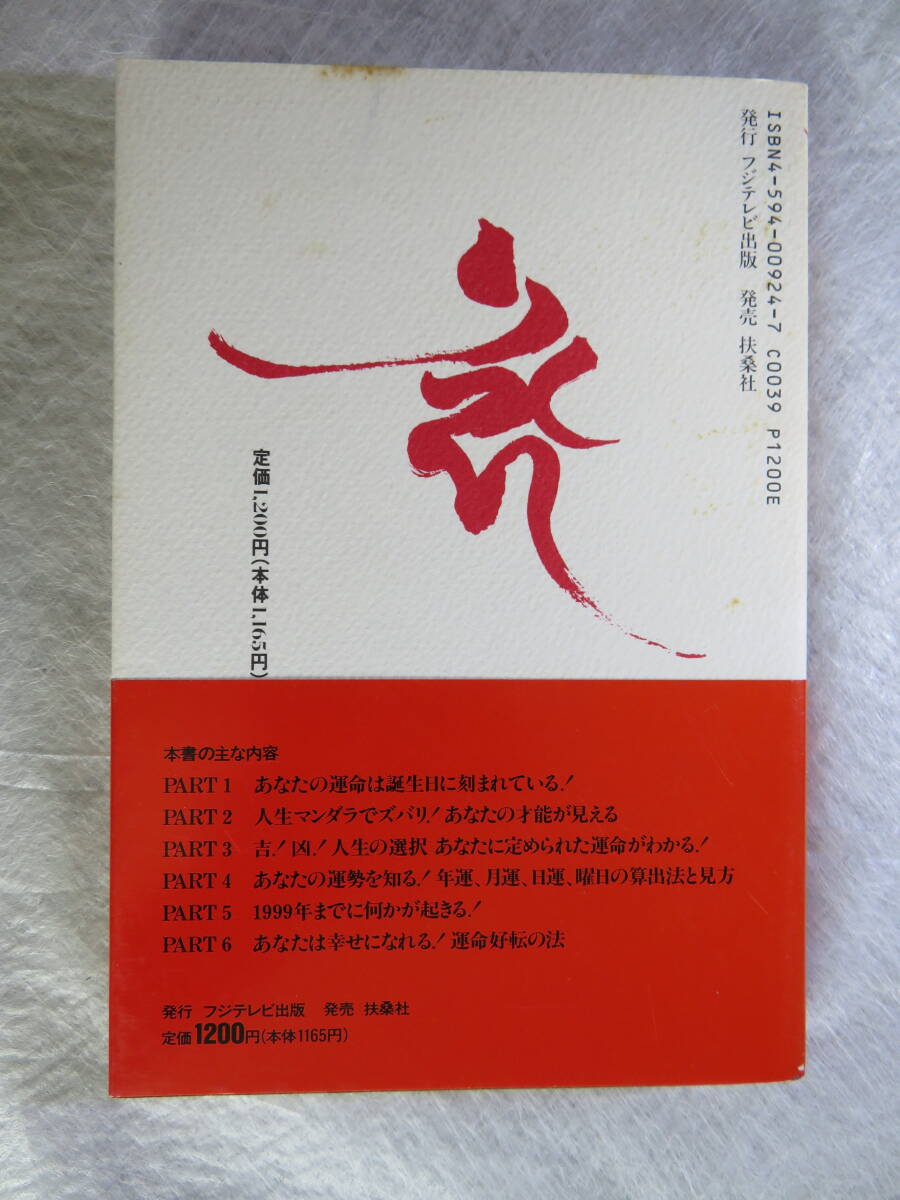 ISBN4-594-00924-7 C0039 P1200E
発行 フジテレビ出版 発売 扶桑社
定価1,200円(本体1,165円)
本書の主な内容
PART 1 あなたの運命は誕生日に刻まれている!
PART 2 人生マンダラでズバリ!あなたの才能が見える
PART 3 吉!凶!人生の選択 あなたに定められた運命がわかる!
PART 4 あなたの運勢を知る!年運、月運、日運、曜日の算出法と見方
PART 5 1999年までに何かが起きる!
PART 6 あなたは幸せになれる!運命好転の法
発行 フジテレビ出版 発売 扶桑社
定価1200円(本体1165円)